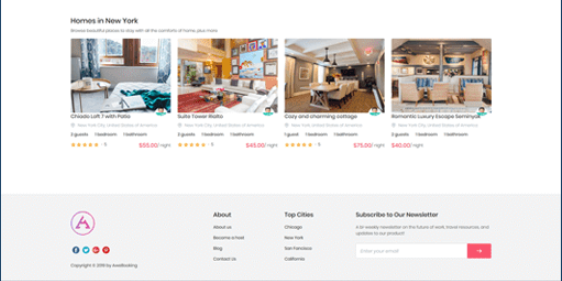 Homes in New York
Browse beautiful places to stay with all the comforts of home, plus more
Chiado Loft 7 with Patio
New York City, United States of America
2 guests 1 bedroom 1 bathroom
5
$55.00/ night
Suite Tower Rialto
New York City, United States of America
3 guests 1 bedroom 1 bathroom
5
$45.00/ night
Cozy and charming cottage
New York City, United States of America
1 guest 1 bedroom 1 bathroom
5
$75.00/ night
Romantic Luxury Escape Seminyak
New York City, United States of America
2 guests 1 bedroom 1 bathroom
$40.00/ night
Copyright © 2019 by AweBooking
About
About us
Become a host
Blog
Contact Us
Top Cities
Chicago
New York
San Francisco
California
Subscribe to Our Newsletter
A bi-weekly newsletter on the future of work, travel resources, and
updates to our product!
Enter your email